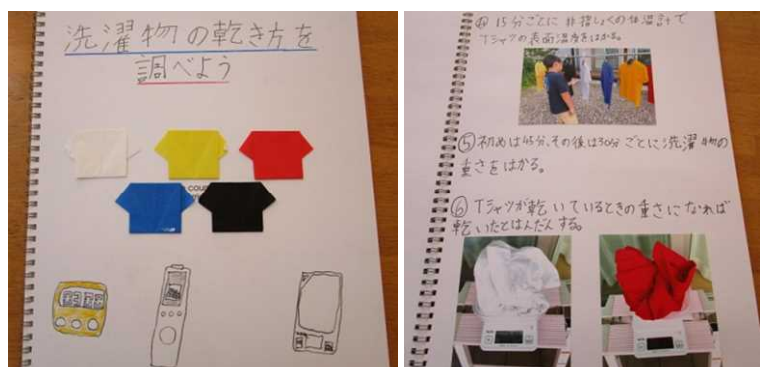 洗濯物の乾き方を
調べよう
④ 15分ごとに非接しょくの体温計で
Tシャツの表面温度をはかる。
⑤初めは45分、その後は30分ごとに洗濯物の
重さをはかる。
⑥Tシャツが乾いているときの重さになれば
乾いたとはんだんする。